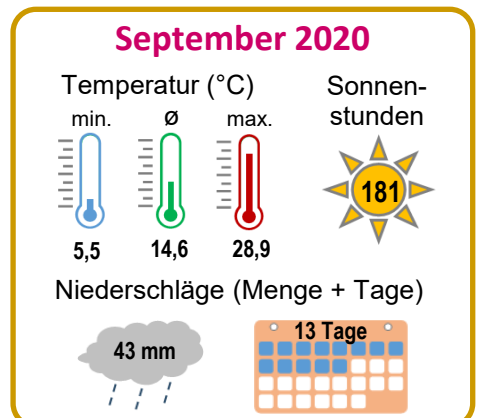 September 2020
Temperatur (°C)
Sonnen-
stunden
min.
ø
max.
181
5,5
14,6
28,9
Niederschläge (Menge + Tage)
43 mm
13 Tage